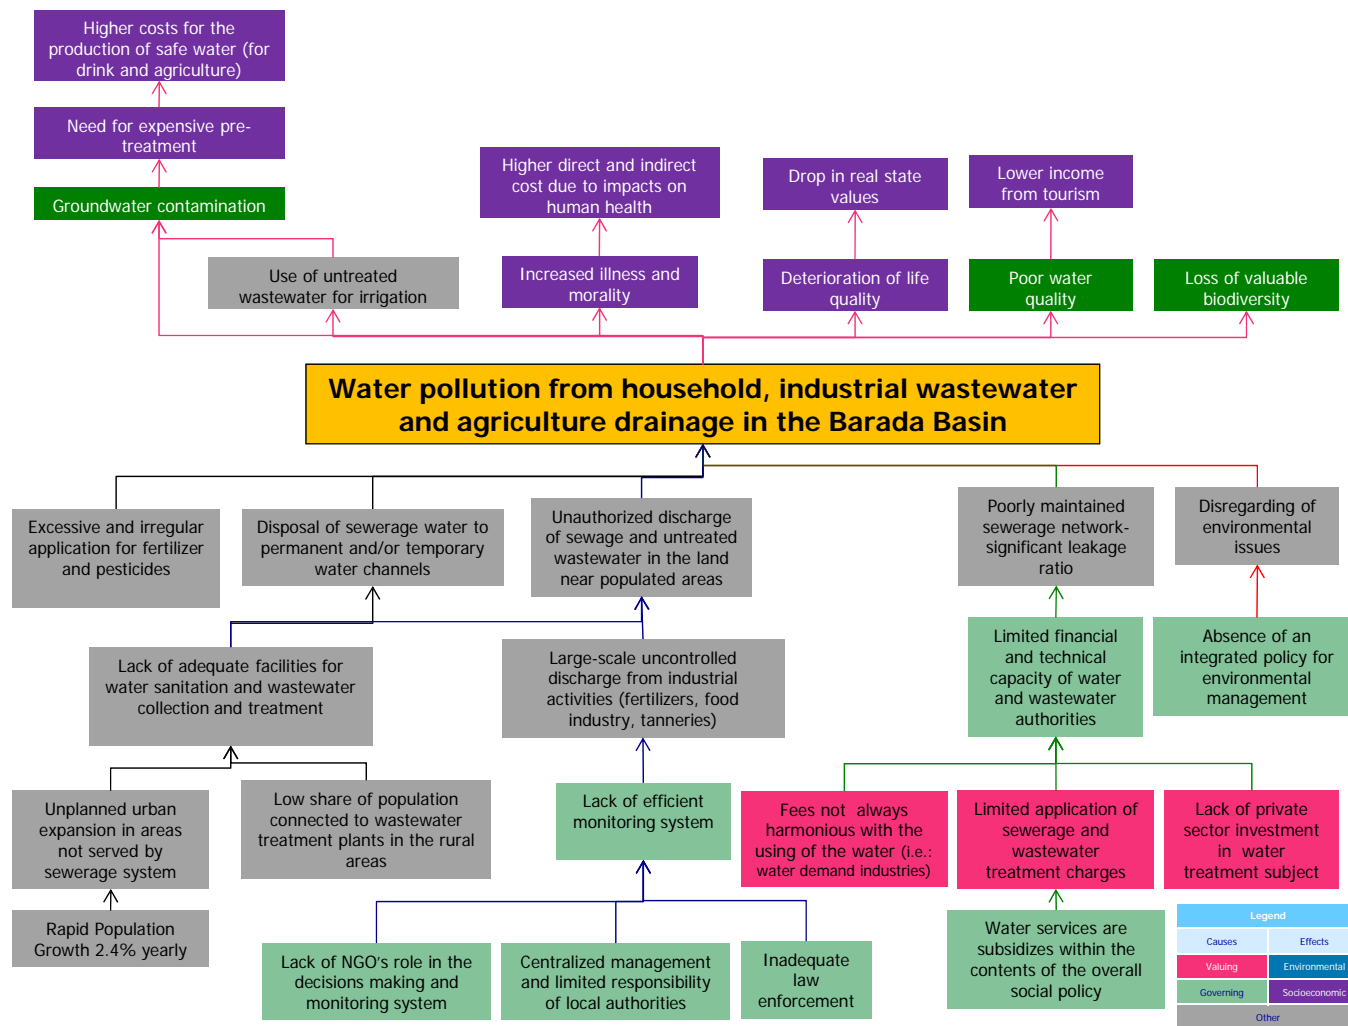 Higher costs for the
production of safe water (for
drink and agriculture)
Need for expensive pre-
treatment
Groundwater contamination
Use of untreated
wastewater for irrigation
Higher direct and indirect
cost due to impacts on
human health
Increased illness and
morality
Drop in real state
values
Deterioration of life
quality
Lower income
from tourism
Poor water
quality
Loss of valuable
biodiversity
Water pollution from household, industrial wastewater
and agriculture drainage in the Barada Basin
Excessive and irregular
application for fertilizer
and pesticides
Disposal of sewerage water to
permanent and/or temporary
water channels
Unauthorized discharge
of sewage and untreated
wastewater in the land
near populated areas
Poorly maintained
sewerage network-
significant leakage
ratio
Disregarding of
environmental
issues
Lack of adequate facilities for
water sanitation and wastewater
collection and treatment
Large-scale uncontrolled
discharge from industrial
activities (fertilizers, food
industry, tanneries)
Limited financial
and technical
capacity of water
and wastewater
authorities
Absence of an
integrated policy for
environmental
management
Unplanned urban
expansion in areas
not served by
sewerage system
Low share of population
connected to wastewater
treatment plants in the rural
areas
Lack of efficient
monitoring system
Fees not always
harmonious with the
using of the water (i.e.:
water demand industries)
Limited application of
sewerage and
wastewater
treatment charges
Lack of private
sector investment
in water
treatment subject
Rapid Population
Growth 2.4% yearly
Lack of NGO's role in the
decisions making and
monitoring system
Centralized management
and limited responsibility
of local authorities
Inadequate
law
enforcement
Water services are
subsidizes within the
contents of the overall
social policy
Legend
Causes Effects
Valuing Environmental
Governing Socioeconomic
Other